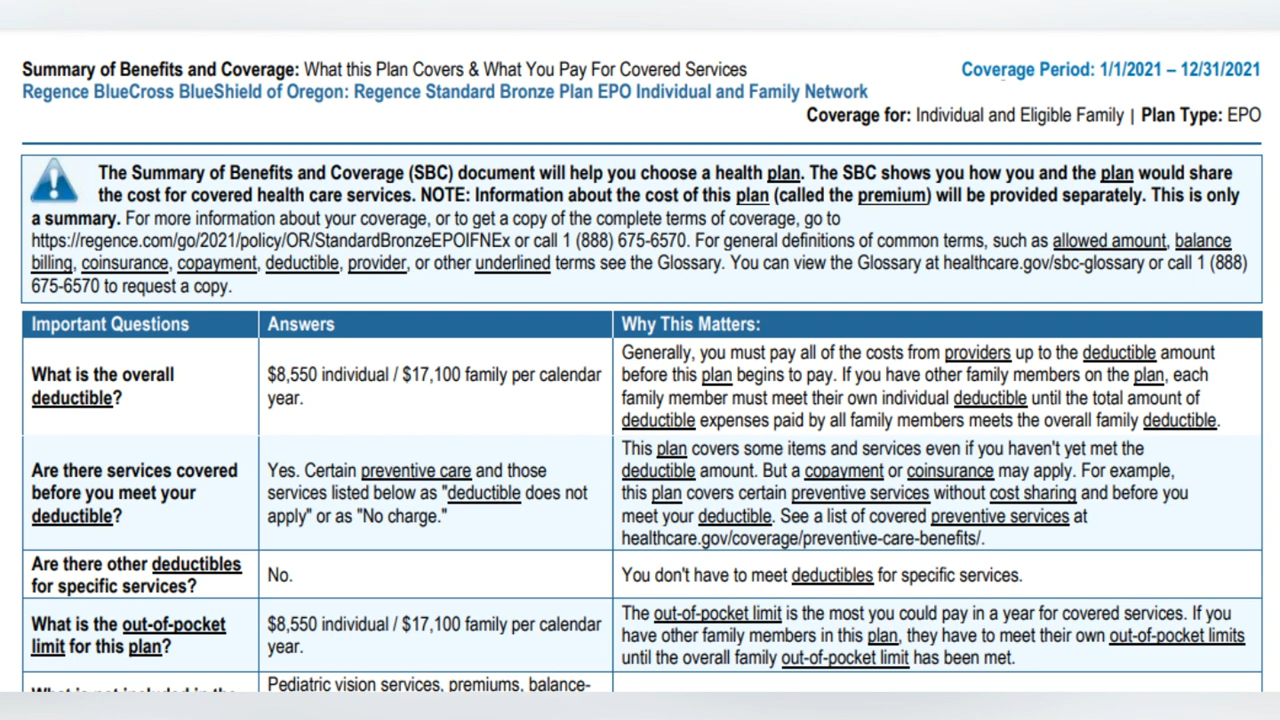 Summary of Benefits and Coverage: What this Plan Covers & What You Pay For Covered Services
Coverage Period: 1/1/2021 – 12/31/2021
Regence BlueCross BlueShield of Oregon: Regence Standard Bronze Plan EPO Individual and Family Network
Coverage for: Individual and Eligible Family | Plan Type: EPO
The Summary of Benefits and Coverage (SBC) document will help you choose a health plan. The SBC shows you how you and the plan would share
the cost for covered health care services. NOTE: Information about the cost of this plan (called the premium) will be provided separately. This is only
a summary. For more information about your coverage, or to get a copy of the complete terms of coverage, go to
https://regence.com/go/2021/policy/OR/StandardBronzeEPOIFNEx or call 1 (888) 675-6570. For general definitions of common terms, such as allowed amount, balance
billing, coinsurance, copayment, deductible, provider, or other underlined terms see the Glossary. You can view the Glossary at healthcare.gov/sbc-glossary or call 1 (888)
675-6570 to request a copy.
Important Questions
Answers
Why This Matters:
What is the overall
deductible?
$8,550 individual / $17,100 family per calendar
year.
Generally, you must pay all of the costs from providers up to the deductible amount
before this plan begins to pay. If you have other family members on the plan, each
family member must meet their own individual deductible until the total amount of
deductible expenses paid by all family members meets the overall family deductible.
Are there services covered
before you meet your
deductible?
Yes. Certain preventive care and those
services listed below as "deductible does not
apply" or as "No charge."
This plan covers some items and services even if you haven't yet met the
deductible amount. But a copayment or coinsurance may apply. For example,
this plan covers certain preventive services without cost sharing and before you
meet your deductible. See a list of covered preventive services at
healthcare.gov/coverage/preventive-care-benefits/.
Are there other deductibles
for specific services?
No.
You don't have to meet deductibles for specific services.
What is the out-of-pocket
limit for this plan?
$8,550 individual / $17,100 family per calendar
year.
The out-of-pocket limit is the most you could pay in a year for covered services. If you
have other family members in this plan, they have to meet their own out-of-pocket limits
until the overall family out-of-pocket limit has been met.
What is not included in the
Pediatric vision services, premiums, balance-